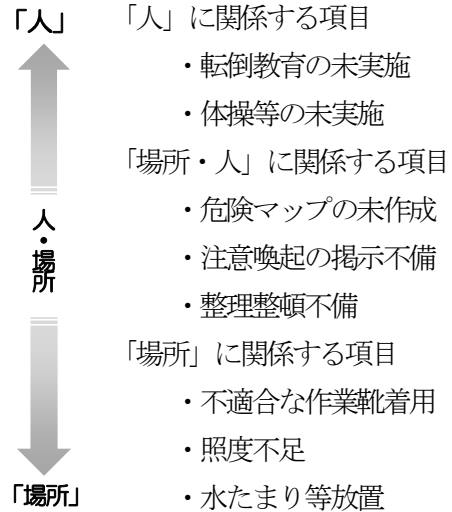 「人」
人・場所
「場所」
「人」に関係する項目
・転倒教育の未実施
・体操等の未実施
「場所・人」に関係する項目
・危険マップの未作成
・注意喚起の掲示不備
・整理整頓不備
「場所」に関係する項目
・不適合な作業靴着用
・照度不足
・水たまり等放置